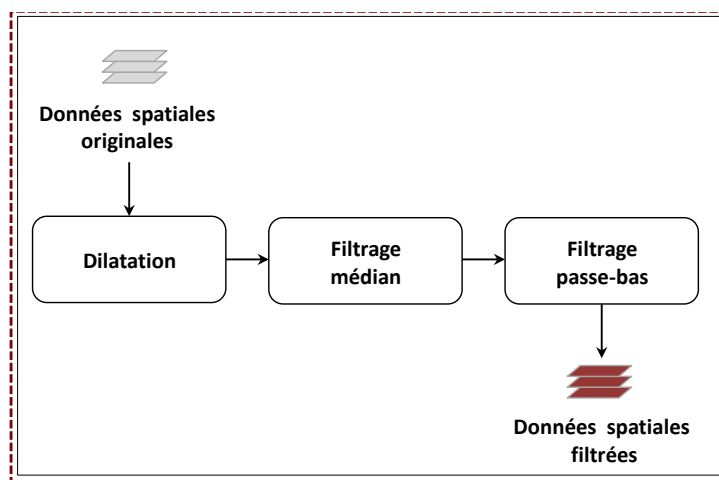 Données spatiales
originales
Dilatation
Filtrage
médian
Filtrage
passe-bas
Données spatiales
filtrées